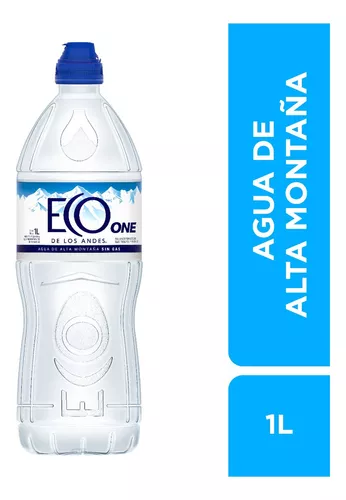 ECO ONE
DE LOS ANDES.
1L
AGUA DE ALTA MONTAÑA SIN GAS
AGUA DE
ALTA MONTAÑA
1L